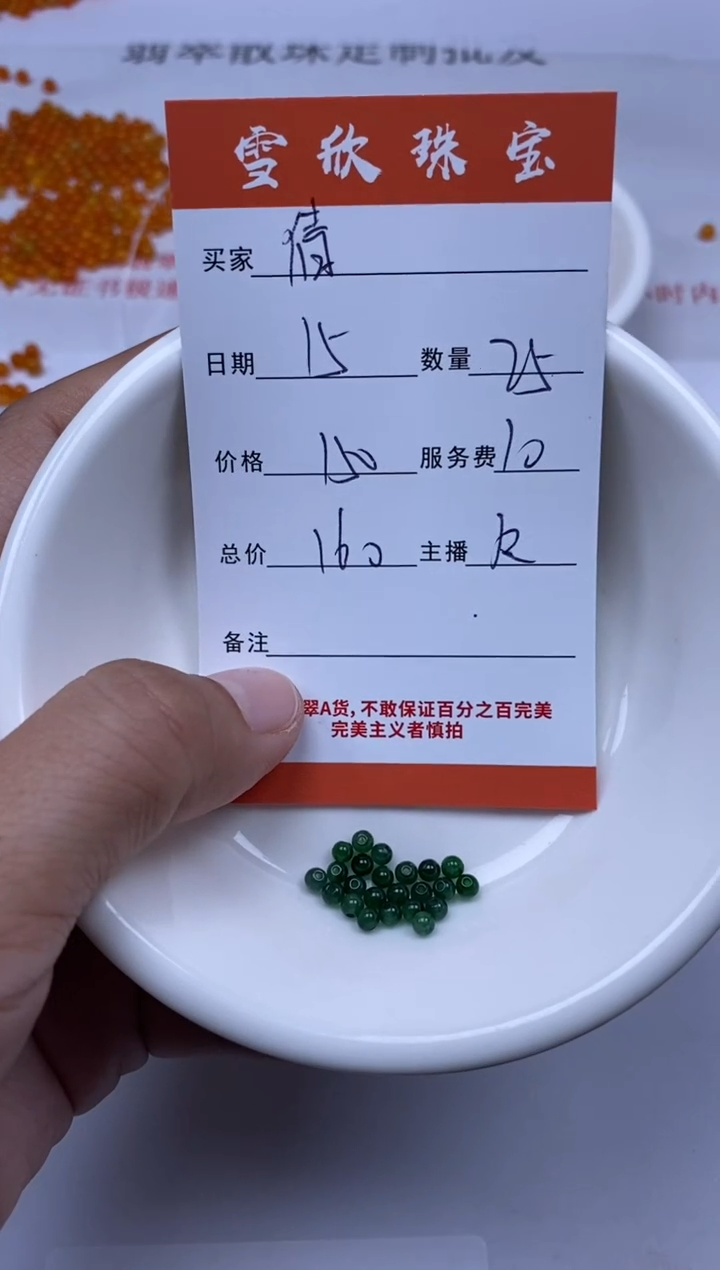 翡翠散珠定制批发
雪欣珠宝
买家
日期 15 数量 25
价格 150 服务费 10
总价 160 主播
备注
翠A货,不敢保证百分之百完美
完美主义者慎拍
时内